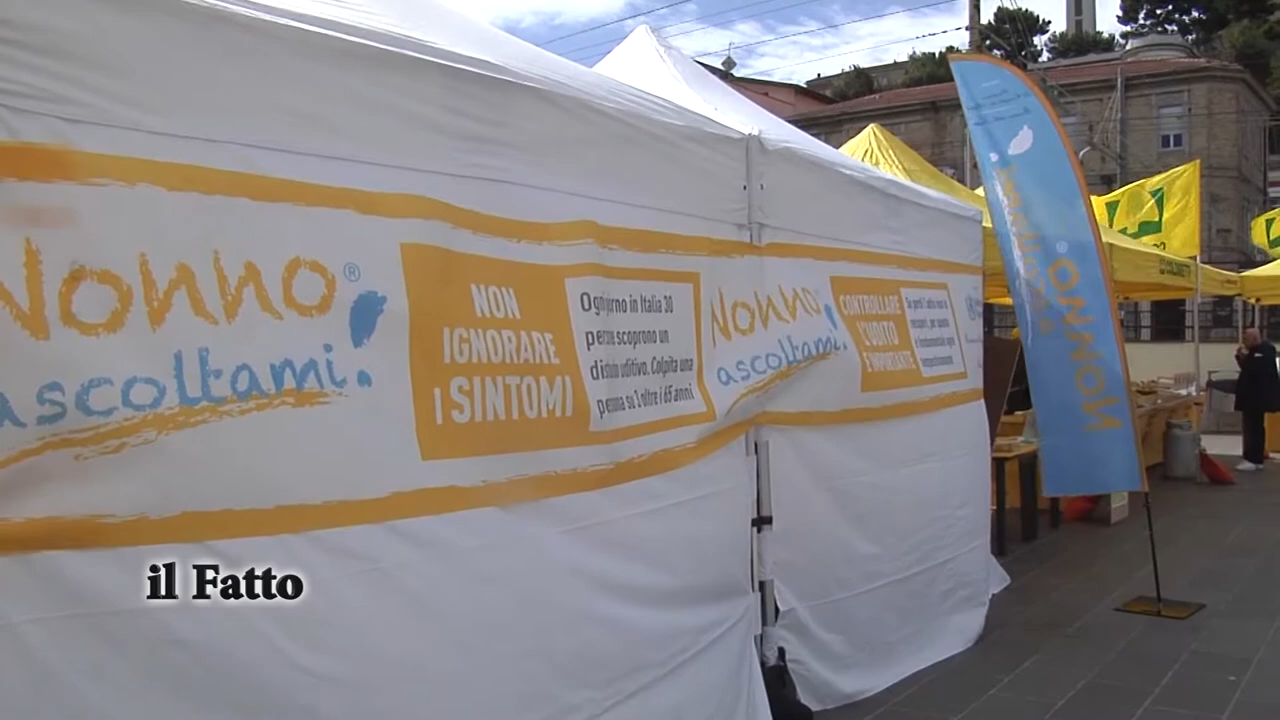 Nonno®
ascoltami!
NON
IGNORARE
I SINTOMI
Ogni giorno in Italia 30
persone scoprono un
disturbo uditivo. Colpita una
persona su 3 oltre i 65 anni
Nonno
ascoltami!
CONTROLLARE
L'UDITO
È IMPORTANTE
NONNO
COLDIRETTI
il Fatto